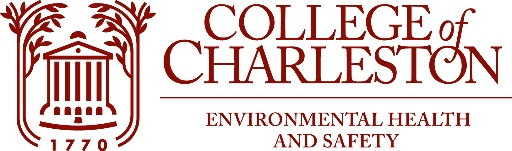 COLLEGE of
CHARLESTON
ENVIRONMENTAL HEALTH
AND SAFETY
1770